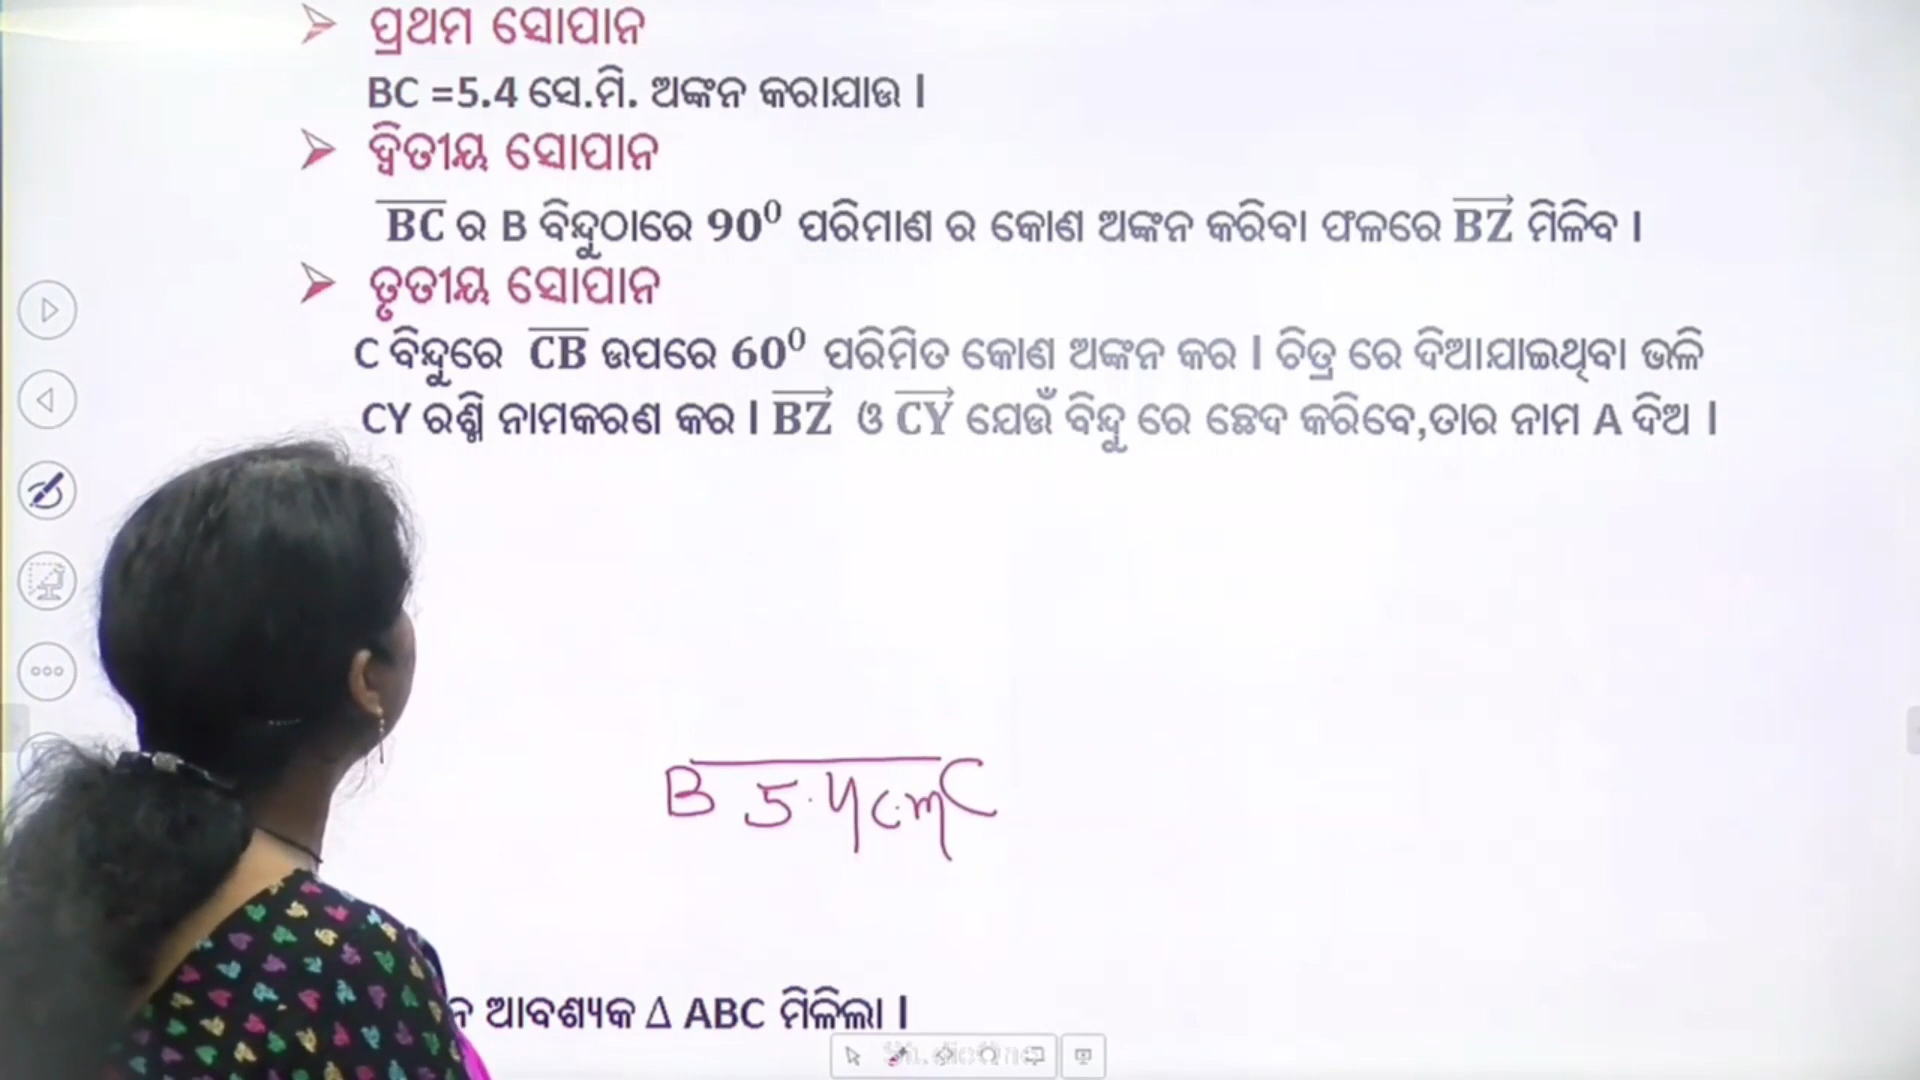 ପ୍ରଥମ ସୋପାନ
BC =5.4 ସେ.ମି. ଅଙ୍କନ କରାଯାଉ ।
ଦ୍ୱିତୀୟ ସୋପାନ
BC ର B ବିନ୍ଦୁଠାରେ 90⁰ ପରିମାଣ ର କୋଣ ଅଙ୍କନ କରିବା ଫଳରେ BZ ମିଳିବ ।
ତୃତୀୟ ସୋପାନ
C ବିନ୍ଦୁରେ CB ଉପରେ 60⁰ ପରିମିତ କୋଣ ଅଙ୍କନ କର । ଚିତ୍ର ରେ ଦିଆଯାଇଥିବା ଭଳି
CY ରଶ୍ମି ନାମକରଣ କର । BZ ଓ CY ଯେଉଁ ବିନ୍ଦୁ ରେ ଛେଦ କରିବେ,ତାର ନାମ A ଦିଅ ।
B 5.4 c.m C
ଆବଶ୍ୟକ Δ ABC ମିଳିଲା ।